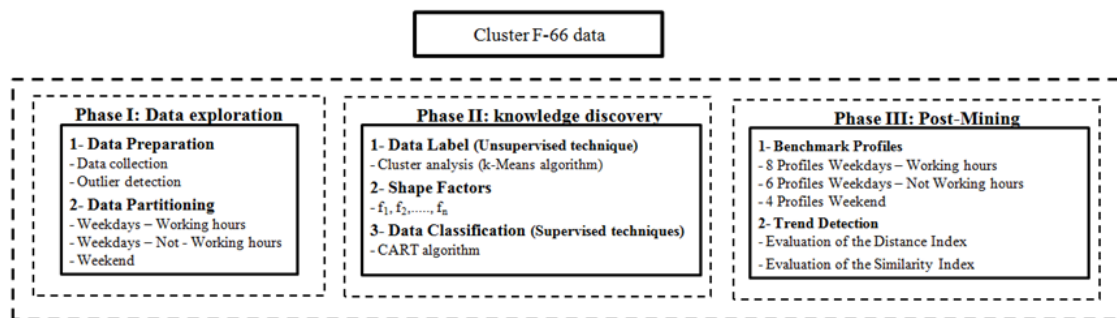 Cluster F-66 data
Phase I: Data exploration
1- Data Preparation
- Data collection
- Outlier detection
2- Data Partitioning
- Weekdays – Working hours
- Weekdays – Not - Working hours
- Weekend
Phase II: knowledge discovery
1- Data Label (Unsupervised technique)
- Cluster analysis (k-Means algorithm)
2- Shape Factors
- f1, f2,....., fn
3- Data Classification (Supervised techniques)
- CART algorithm
Phase III: Post-Mining
1- Benchmark Profiles
- 8 Profiles Weekdays – Working hours
- 6 Profiles Weekdays – Not Working hours
- 4 Profiles Weekend
2- Trend Detection
- Evaluation of the Distance Index
- Evaluation of the Similarity Index